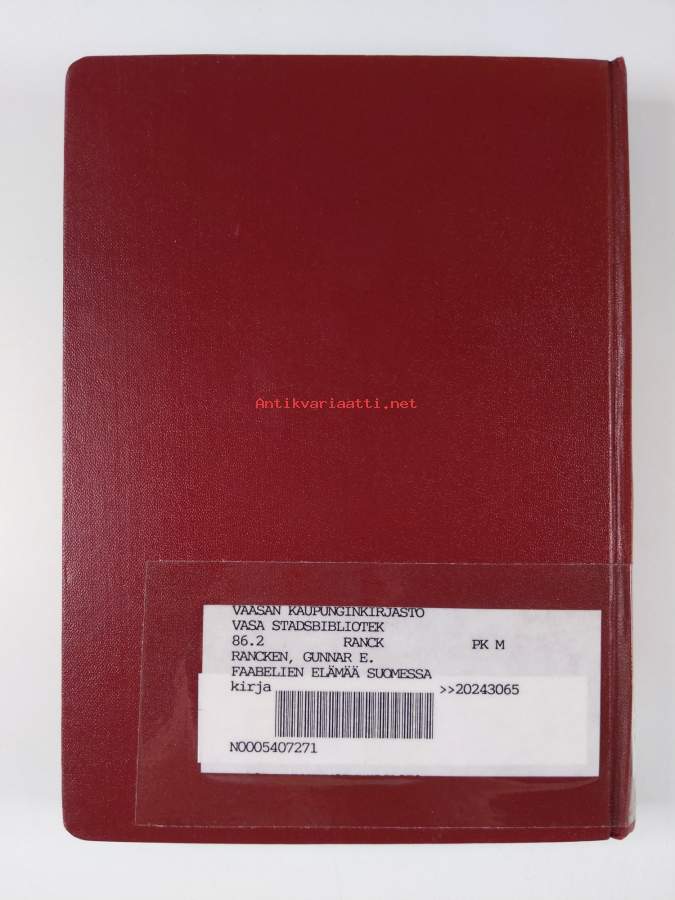 Antikvariaatti.net
VAASAN KAUPUNGINKIRJASTO
VASA STADSBIBLIOTEK
86.2 RANCK PK M
RANCKEN, GUNNAR E.
FAABELIEN ELÄMÄÄ SUOMESSA
kirja >>20243065
N0005407271